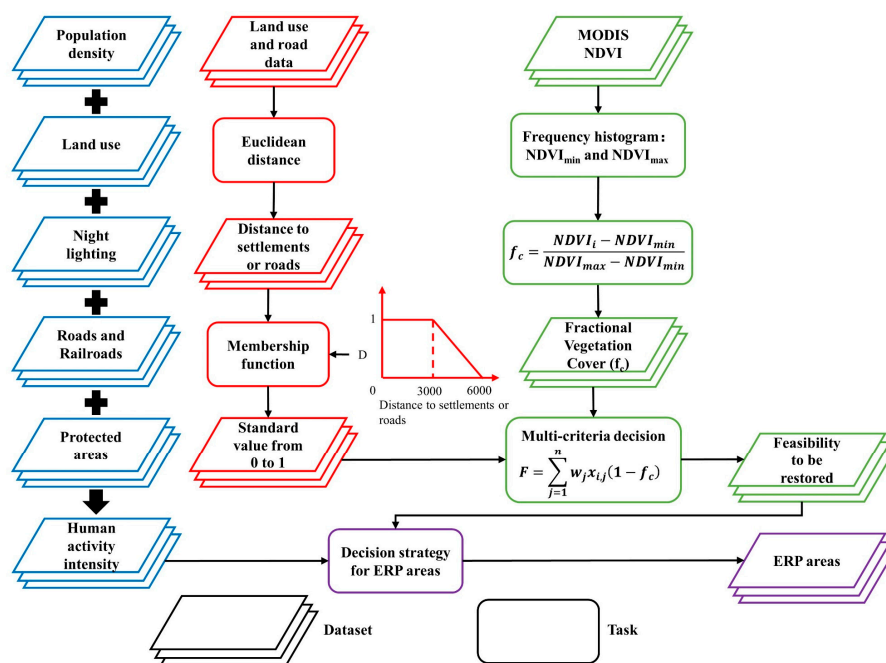 Population
density
Land use
Night
lighting
Roads and
Railroads
Protected
areas
Human
activity
intensity
Land use
and road
data
Euclidean
distance
Distance to
settlements
or roads
Membership
function
D
1
0
3000
6000
Distance to settlements or
roads
Standard
value from
0 to 1
MODIS
NDVI
Frequency histogram:
NDVImin and NDVImax
fc = (NDVIi − NDVImin) / (NDVImax − NDVImin)
Fractional
Vegetation
Cover (fc)
Multi-criteria decision
F = ∑_{j=1}^{n} wjxi,j(1 − fc)
Feasibility
to be
restored
Decision strategy
for ERP areas
ERP areas
Dataset
Task